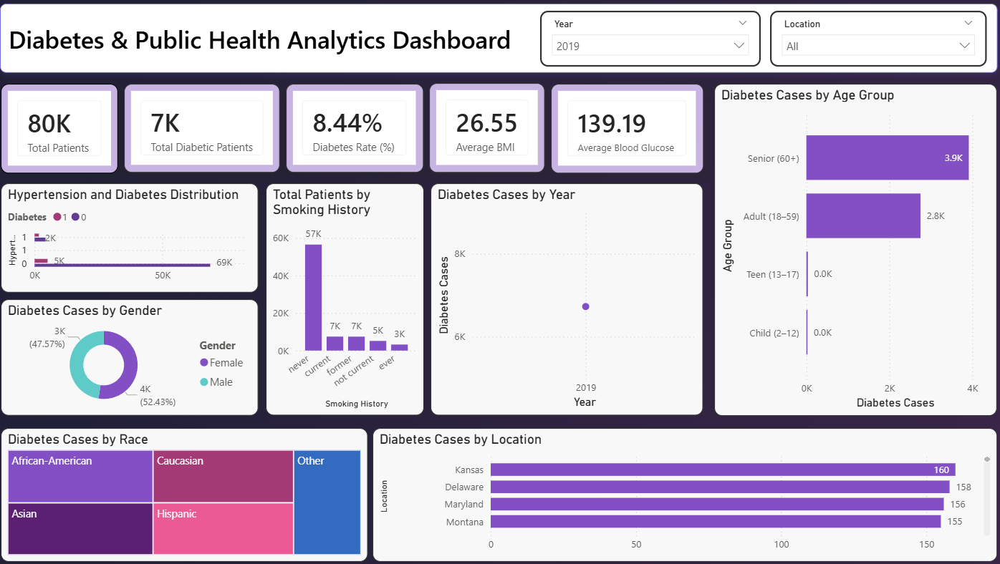 Diabetes & Public Health Analytics Dashboard
Year
2019
Location
All
80K
Total Patients
7K
Total Diabetic Patients
8.44%
Diabetes Rate (%)
26.55
Average BMI
139.19
Average Blood Glucose
Diabetes Cases by Age Group
Age Group
Senior (60+)
3.9K
Adult (18–59)
2.8K
Teen (13–17)
0.0K
Child (2–12)
0.0K
0K 2K 4K
Diabetes Cases
Hypertension and Diabetes Distribution
Diabetes 1 0
Hypert...
1
2K
1
0
5K
69K
0K 50K
Diabetes Cases by Gender
3K
(47.57%)
4K
(52.43%)
Gender
Female
Male
Total Patients by
Smoking History
60K
40K
20K
0K
57K
7K
7K
5K
3K
never
current
former
not current
ever
Smoking History
Diabetes Cases by Year
Diabetes Cases
8K
6K
2019
Year
Diabetes Cases by Race
African-American
Caucasian
Other
Asian
Hispanic
Diabetes Cases by Location
Location
Kansas
160
Delaware
158
Maryland
156
Montana
155
0 50 100 150